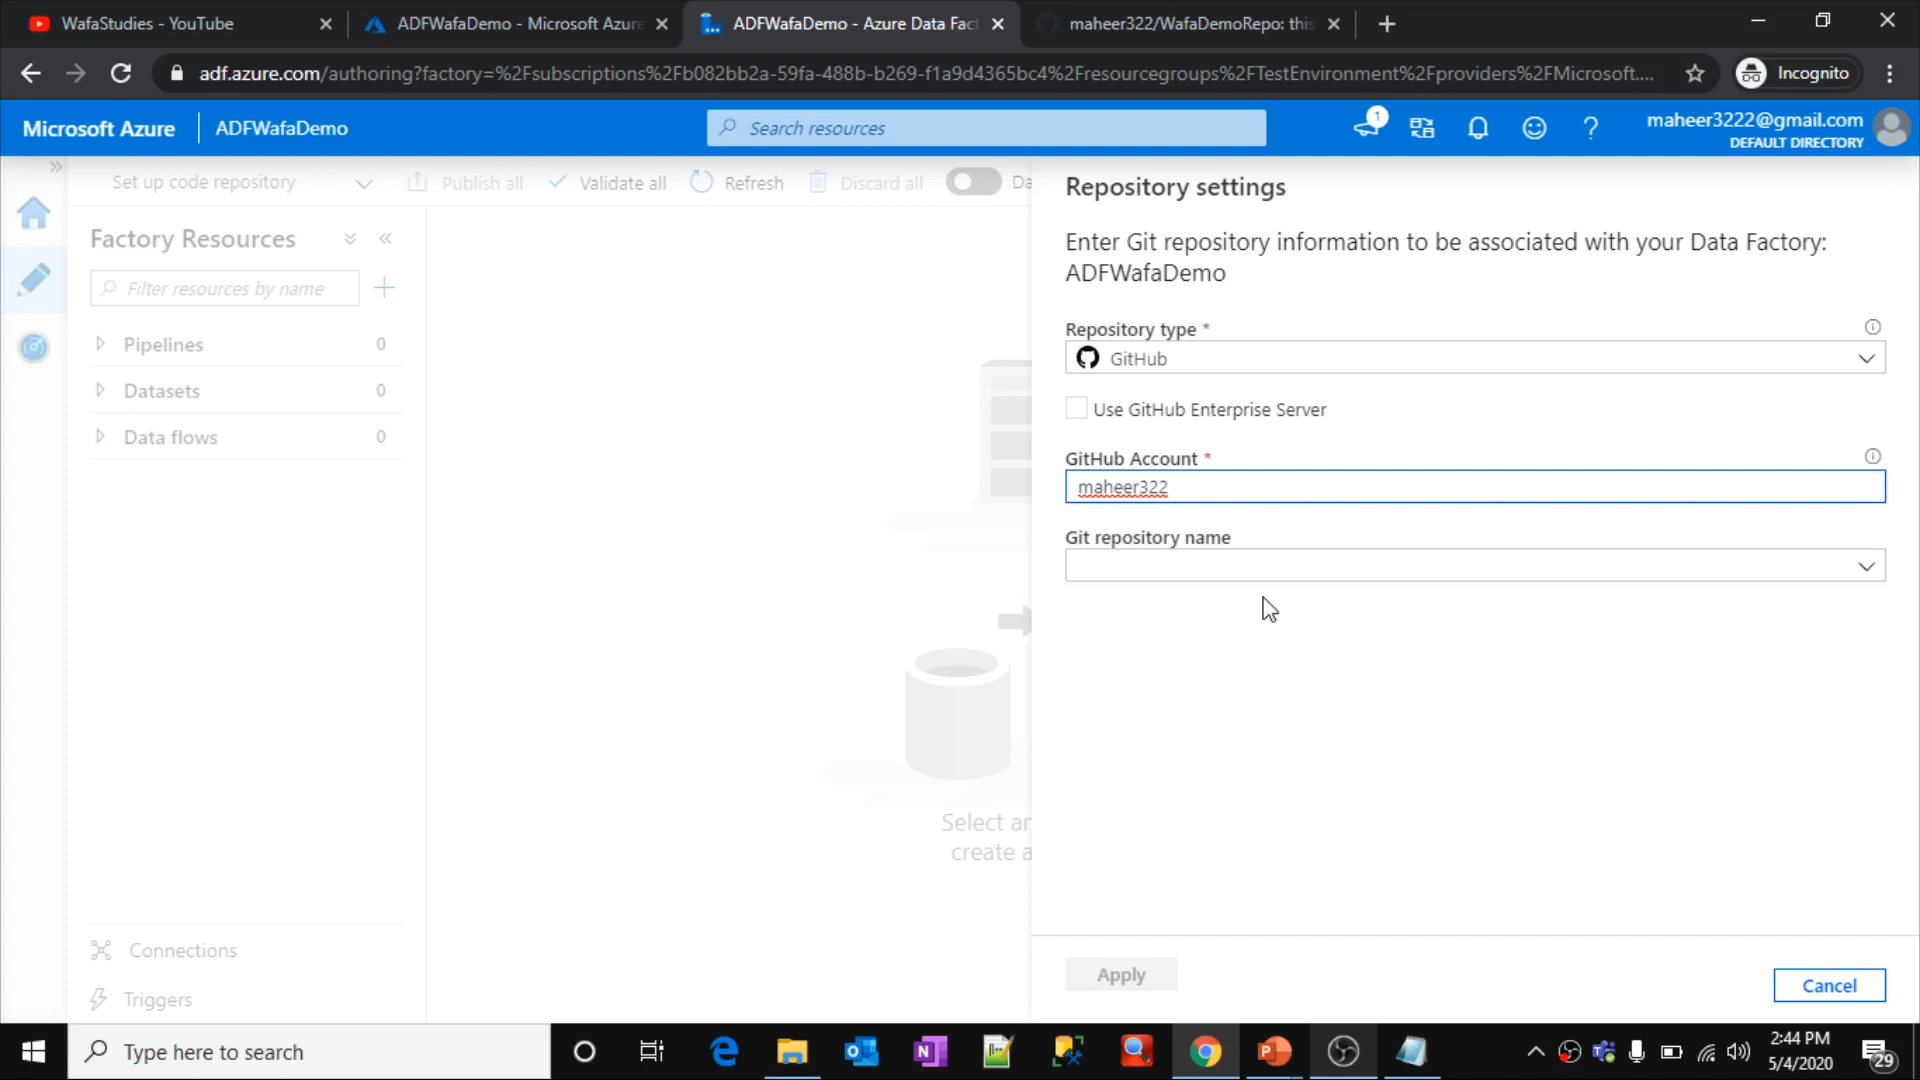 WafaStudies - YouTube
ADFWafaDemo - Microsoft Azure
ADFWafaDemo - Azure Data Fact
maheer322/WafaDemoRepo: this
adf.azure.com/authoring?factory=%2Fsubscriptions%2Fb082bb2a-59fa-488b-b269-f1a9d4365bc4%2Fresourcegroups%2FTestEnvironment%2Fproviders%2FMicrosoft....
Incognito
Microsoft Azure
ADFWafaDemo
Search resources
1
maheer3222@gmail.com
DEFAULT DIRECTORY
Set up code repository
Publish all
Validate all
Refresh
Discard all
Da
Factory Resources
Filter resources by name
Pipelines 0
Datasets 0
Data flows 0
Select an
create a
Connections
Triggers
Repository settings
Enter Git repository information to be associated with your Data Factory:
ADFWafaDemo
Repository type *
GitHub
Use GitHub Enterprise Server
GitHub Account *
maheer322
Git repository name
Apply
Cancel
Type here to search
2:44 PM
5/4/2020
29